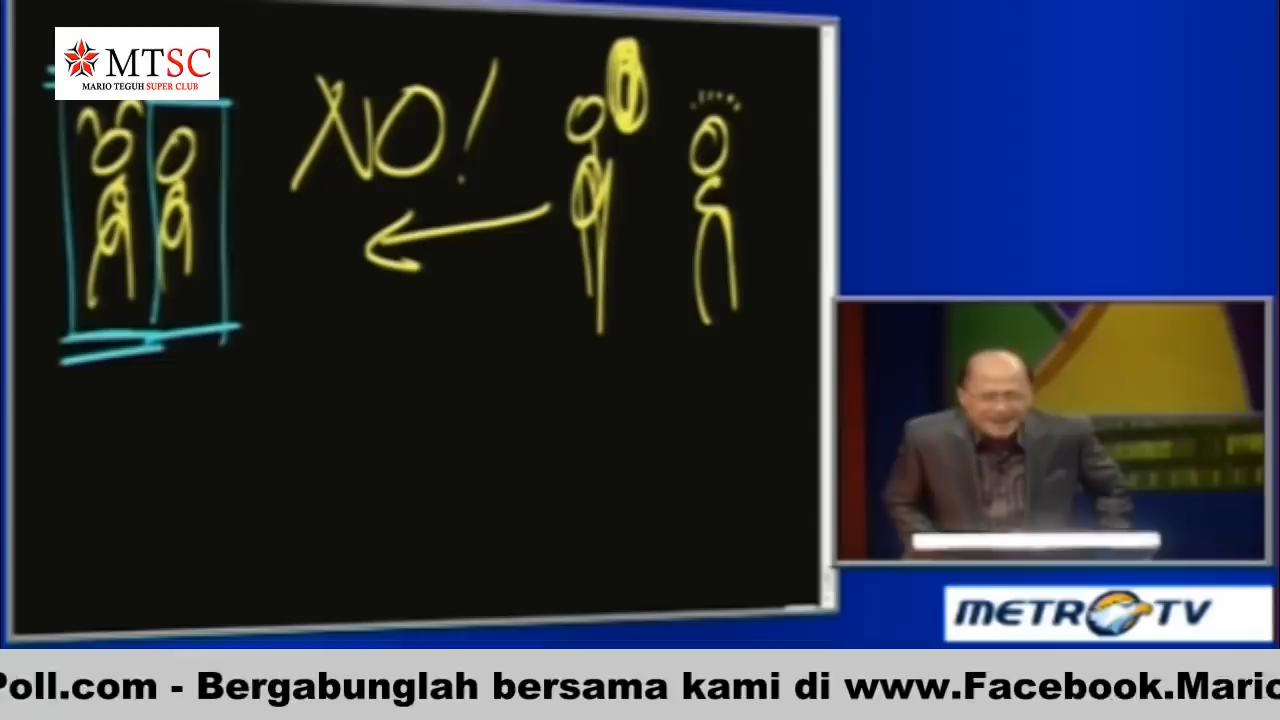 MTSC
MARIO TEGUH SUPER CLUB
NO!
METRO TV
Poll.com - Bergabunglah bersama kami di www.Facebook.Mario